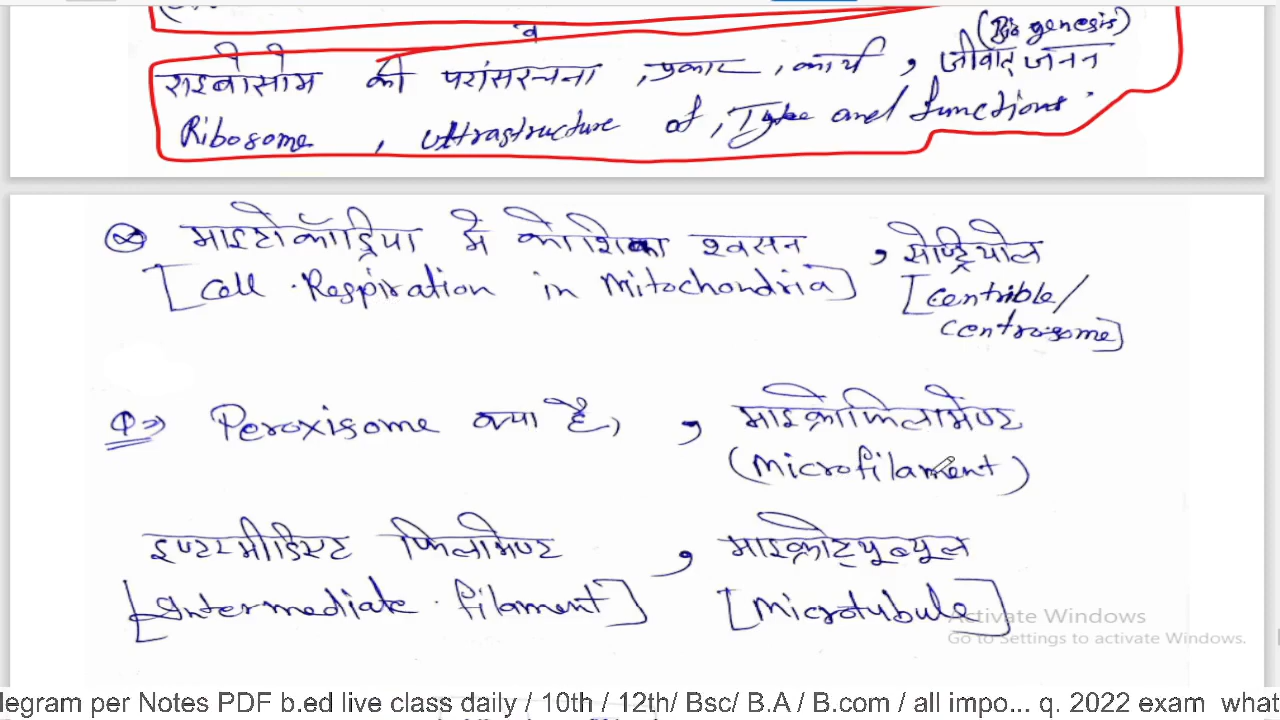 व (Bio genesis)
राइबोसोम की परांसरचना , प्रकार , कार्य , जीवात् जनन
Ribosome , ultrastructure of , Type and functions .
माइटोकॉंड्रिया में कोशिका श्वसन , सेण्ट्रियोल
[Cell . Respiration in Mitochondria] [Centrible/
centrosome]
Q⇒ Peroxisome क्या है, , माइक्रोफिलामेंण्ट
(Microfilament)
इण्टरमीडिएट फिलामेण्ट , माइक्रोट्यूब्यूल
[Intermediate . filament] [Microtubule]
Activate Windows
Go to Settings to activate Windows.
legram per Notes PDF b.ed live class daily / 10th / 12th/ Bsc/ B.A / B.com / all impo... q. 2022 exam what